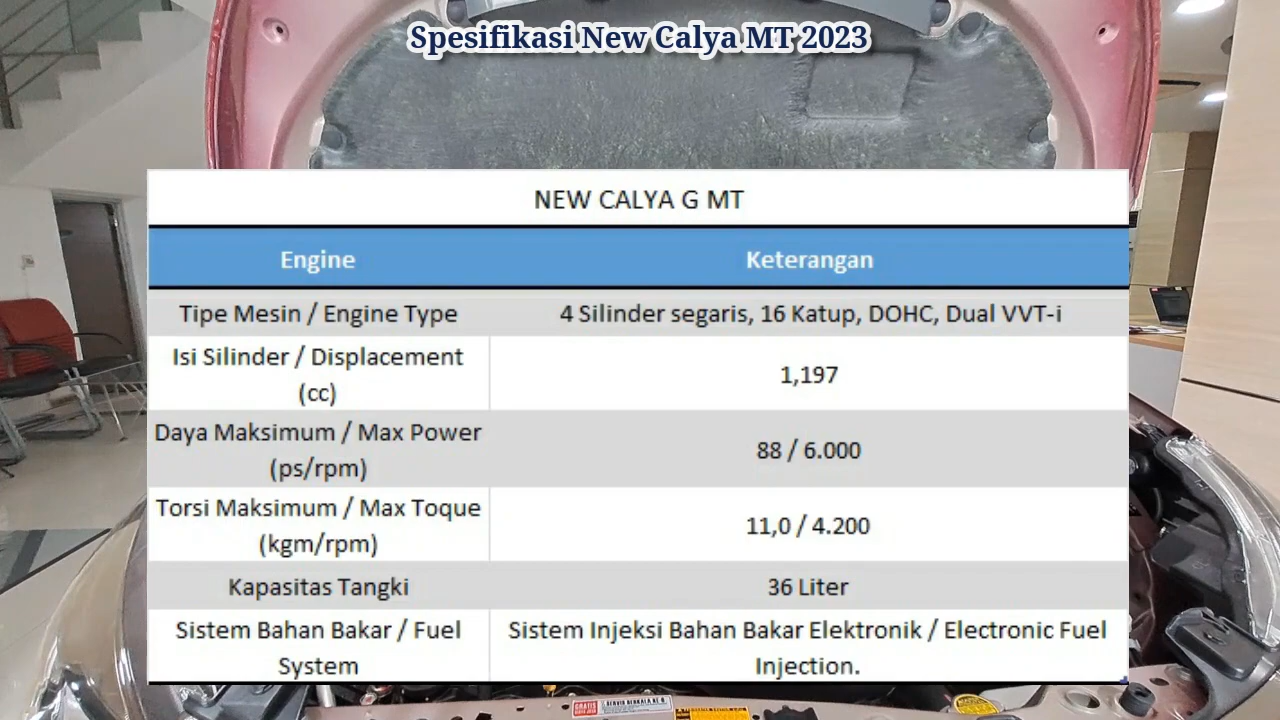 Spesifikasi New Calya MT 2023
NEW CALYA G MT
Engine
Keterangan
Tipe Mesin / Engine Type
4 Silinder segaris, 16 Katup, DOHC, Dual VVT-i
Isi Silinder / Displacement
(cc)
1,197
Daya Maksimum / Max Power
(ps/rpm)
88 / 6.000
Torsi Maksimum / Max Toque
(kgm/rpm)
11,0 / 4.200
Kapasitas Tangki
36 Liter
Sistem Bahan Bakar / Fuel
System
Sistem Injeksi Bahan Bakar Elektronik / Electronic Fuel
Injection.
GRATIS